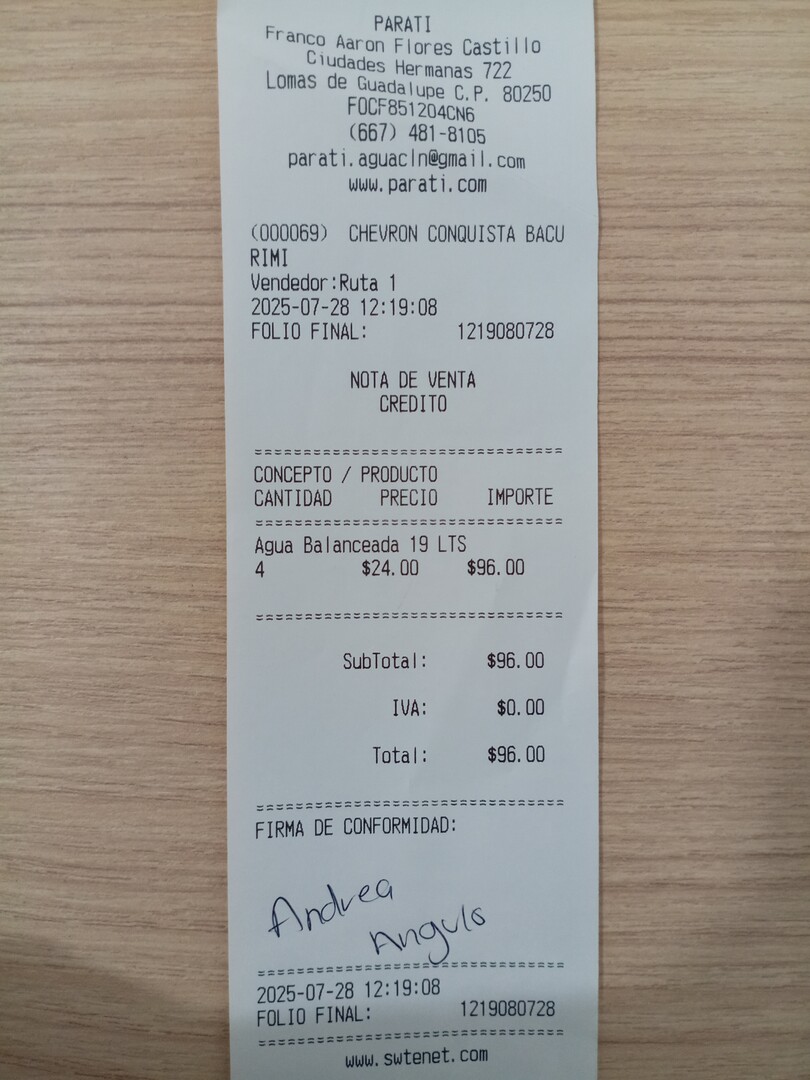 PARATI
Franco Aaron Flores Castillo
Ciudades Hermanas 722
Lomas de Guadalupe C.P. 80250
FOCF851204CN6
(667) 481-8105
parati.aguacln@gmail.com
www.parati.com
(000069) CHEVRON CONQUISTA BACU
RIMI
Vendedor:Ruta 1
2025-07-28 12:19:08
FOLIO FINAL: 1219080728
NOTA DE VENTA
CREDITO
===============================
CONCEPTO / PRODUCTO
CANTIDAD PRECIO IMPORTE
===============================
Agua Balanceada 19 LTS
4 $24.00 $96.00
===============================
SubTotal: $96.00
IVA: $0.00
Total: $96.00
===============================
FIRMA DE CONFORMIDAD:
Andrea
Angulo
===============================
2025-07-28 12:19:08
FOLIO FINAL: 1219080728
===============================
www.swtenet.com